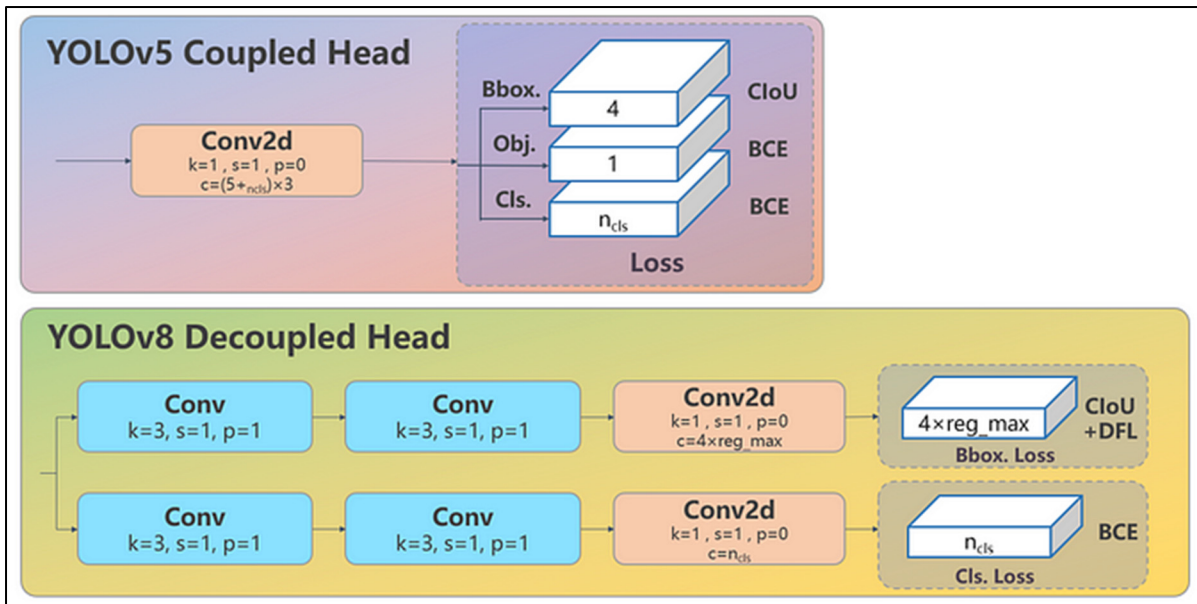 YOLOv5 Coupled Head
Conv2d
k=1 , s=1 , p=0
c=(5+ncls)×3
Bbox.
4
CIoU
Obj.
1
BCE
Cls.
ncls
BCE
Loss
YOLOv8 Decoupled Head
Conv
k=3, s=1, p=1
Conv
k=3, s=1, p=1
Conv2d
k=1 , s=1 , p=0
c=4×reg_max
4×reg_max
CIoU
+DFL
Bbox. Loss
Conv
k=3, s=1, p=1
Conv
k=3, s=1, p=1
Conv2d
k=1 , s=1 , p=0
c=ncls
ncls
BCE
Cls. Loss